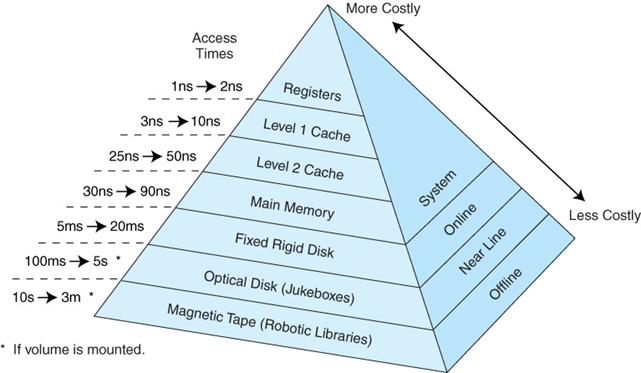 More Costly
Access
Times
1ns → 2ns
Registers
3ns → 10ns
Level 1 Cache
25ns → 50ns
Level 2 Cache
System
30ns → 90ns
Main Memory
Online
Less Costly
5ms → 20ms
Fixed Rigid Disk
Near Line
100ms → 5s *
Optical Disk (Jukeboxes)
Offline
10s → 3m *
Magnetic Tape (Robotic Libraries)
* If volume is mounted.